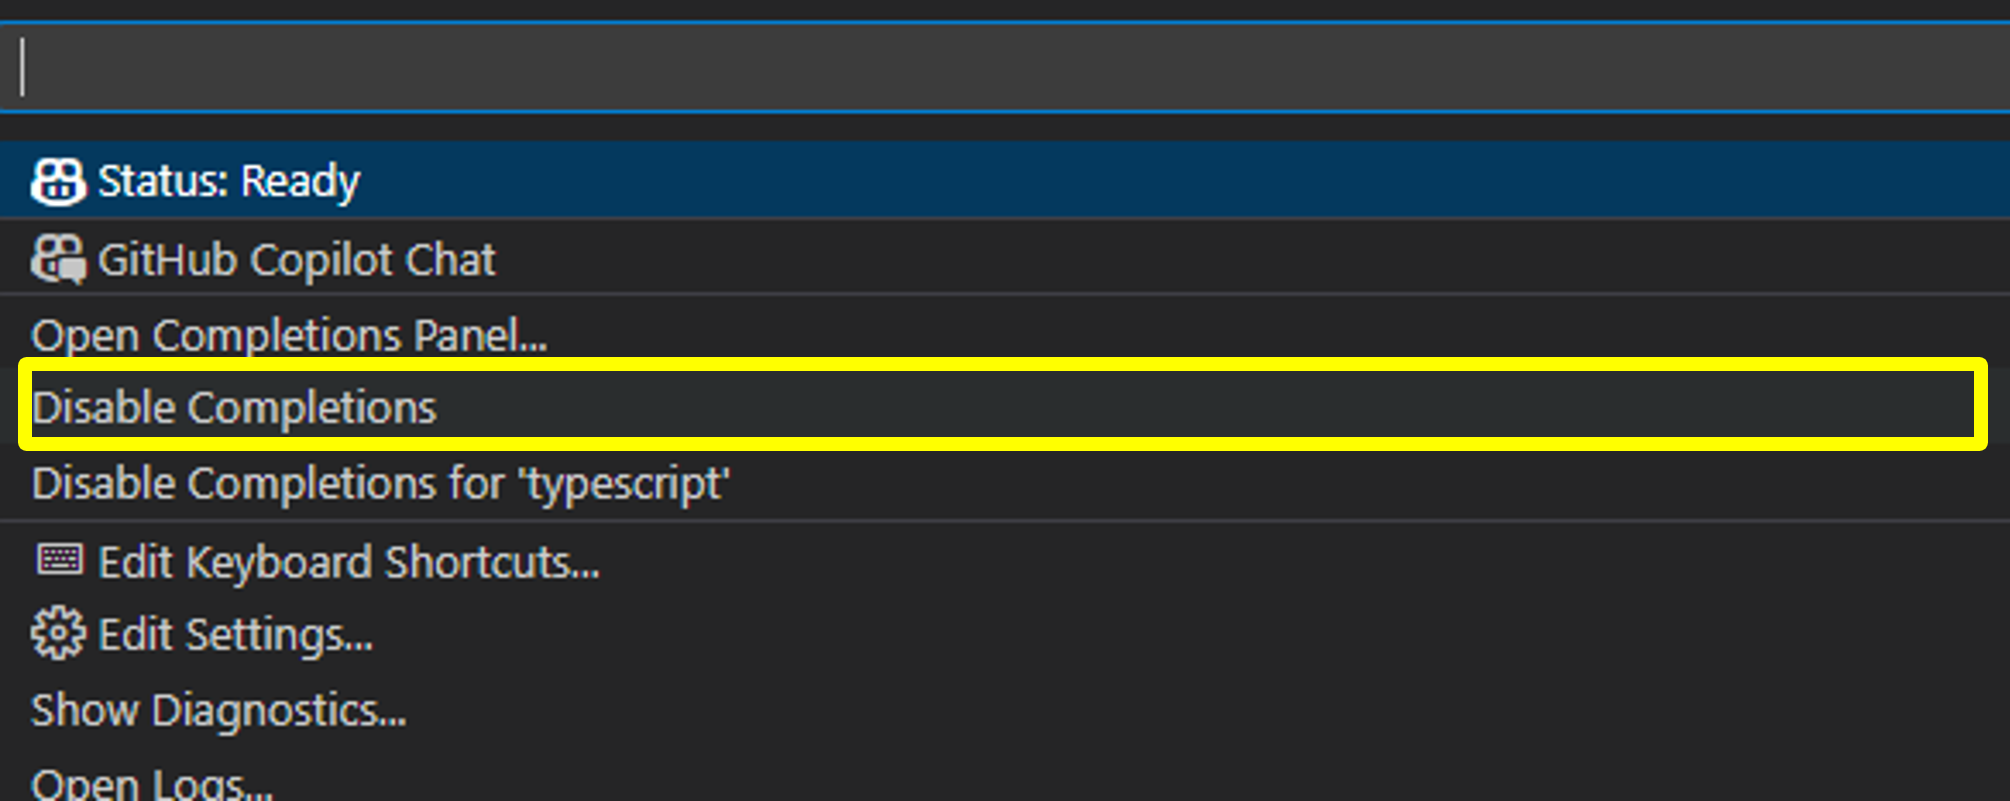 Status: Ready
GitHub Copilot Chat
Open Completions Panel...
Disable Completions
Disable Completions for 'typescript'
Edit Keyboard Shortcuts...
Edit Settings...
Show Diagnostics...
Open Logs...